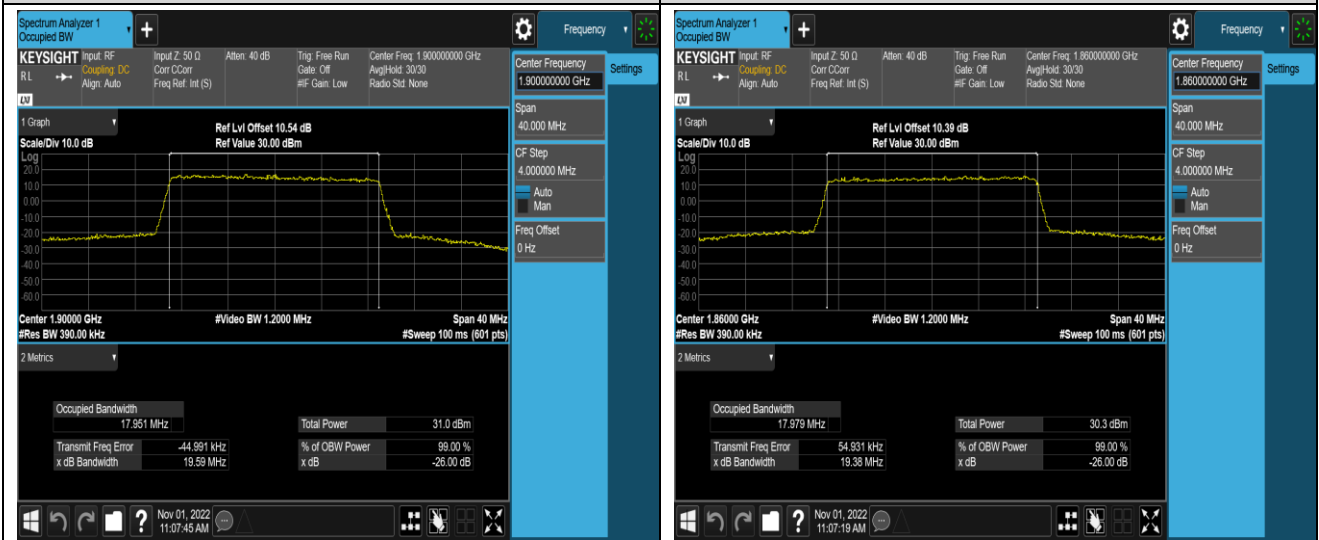 Spectrum Analyzer 1
Occupied BW
+
Frequency
KEYSIGHT
RL
LXI
Input: RF
Coupling: DC
Align: Auto
Input Z: 50 Ω
Corr CCorr
Freq Ref: Int (S)
Atten: 40 dB
Trig: Free Run
Gate: Off
#IF Gain: Low
Center Freq: 1.900000000 GHz
Avg|Hold: 30/30
Radio Std: None
Center Frequency
1.900000000 GHz
Settings
Span
40.000 MHz
CF Step
4.000000 MHz
Auto
Man
Freq Offset
0 Hz
1 Graph
Scale/Div 10.0 dB
Ref Lvl Offset 10.54 dB
Ref Value 30.00 dBm
Log
20.0
10.0
0.00
-10.0
-20.0
-30.0
-40.0
-50.0
-60.0
Center 1.90000 GHz
#Video BW 1.2000 MHz
Span 40 MHz
#Res BW 390.00 kHz
#Sweep 100 ms (601 pts)
2 Metrics
Occupied Bandwidth
17.951 MHz
Total Power 31.0 dBm
Transmit Freq Error -44.991 kHz
% of OBW Power 99.00 %
x dB Bandwidth 19.59 MHz
x dB -26.00 dB
?
Nov 01, 2022
11:07:45 AM
Spectrum Analyzer 1
Occupied BW
+
Frequency
KEYSIGHT
RL
LXI
Input: RF
Coupling: DC
Align: Auto
Input Z: 50 Ω
Corr CCorr
Freq Ref: Int (S)
Atten: 40 dB
Trig: Free Run
Gate: Off
#IF Gain: Low
Center Freq: 1.860000000 GHz
Avg|Hold: 30/30
Radio Std: None
Center Frequency
1.860000000 GHz
Settings
Span
40.000 MHz
CF Step
4.000000 MHz
Auto
Man
Freq Offset
0 Hz
1 Graph
Scale/Div 10.0 dB
Ref Lvl Offset 10.39 dB
Ref Value 30.00 dBm
Log
20.0
10.0
0.00
-10.0
-20.0
-30.0
-40.0
-50.0
-60.0
Center 1.86000 GHz
#Video BW 1.2000 MHz
Span 40 MHz
#Res BW 390.00 kHz
#Sweep 100 ms (601 pts)
2 Metrics
Occupied Bandwidth
17.979 MHz
Total Power 30.3 dBm
Transmit Freq Error 54.931 kHz
% of OBW Power 99.00 %
x dB Bandwidth 19.38 MHz
x dB -26.00 dB
?
Nov 01, 2022
11:07:19 AM